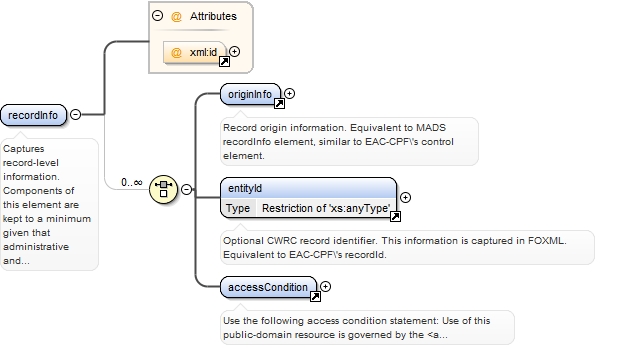 Attributes
@ xml:id
originInfo
Record origin information. Equivalent to MADS
recordInfo element, similar to EAC-CPF\'s control
element.
recordInfo
Captures
record-level
information.
Components of
this element are
kept to a minimum
given that
administrative
and...
0..∞
entityId
Type Restriction of 'xs:anyType'
Optional CWRC record identifier. This information is captured in FOXML.
Equivalent to EAC-CPF\'s recordId.
accessCondition
Use the following access condition statement: Use of this
public-domain resource is governed by the <a...